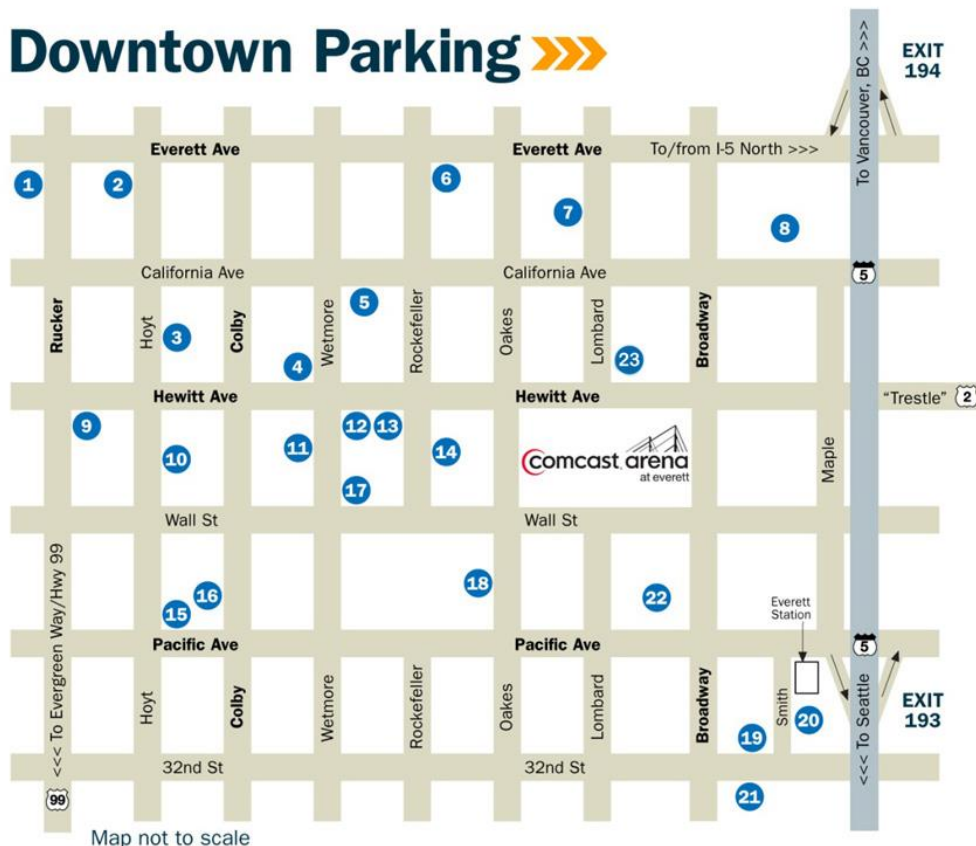 Downtown Parking >>>
EXIT
194
To Vancouver, BC >>>
Everett Ave
Everett Ave
To/from I-5 North >>>
1
2
6
7
8
California Ave
California Ave
5
Rucker
Hoyt
Colby
Wetmore
Rockefeller
Oakes
Lombard
Broadway
3
4
5
23
Hewitt Ave
Hewitt Ave
"Trestle" 2
9
10
11
12
13
14
17
comcast arena
at everett
Maple
Wall St
Wall St
<<< To Evergreen Way/Hwy 99
15
16
18
22
Everett
Station
Pacific Ave
Pacific Ave
5
Hoyt
Colby
Wetmore
Rockefeller
Oakes
Lombard
Broadway
Smith
19
20
<<< To Seattle
EXIT
193
32nd St
32nd St
99
21
Map not to scale